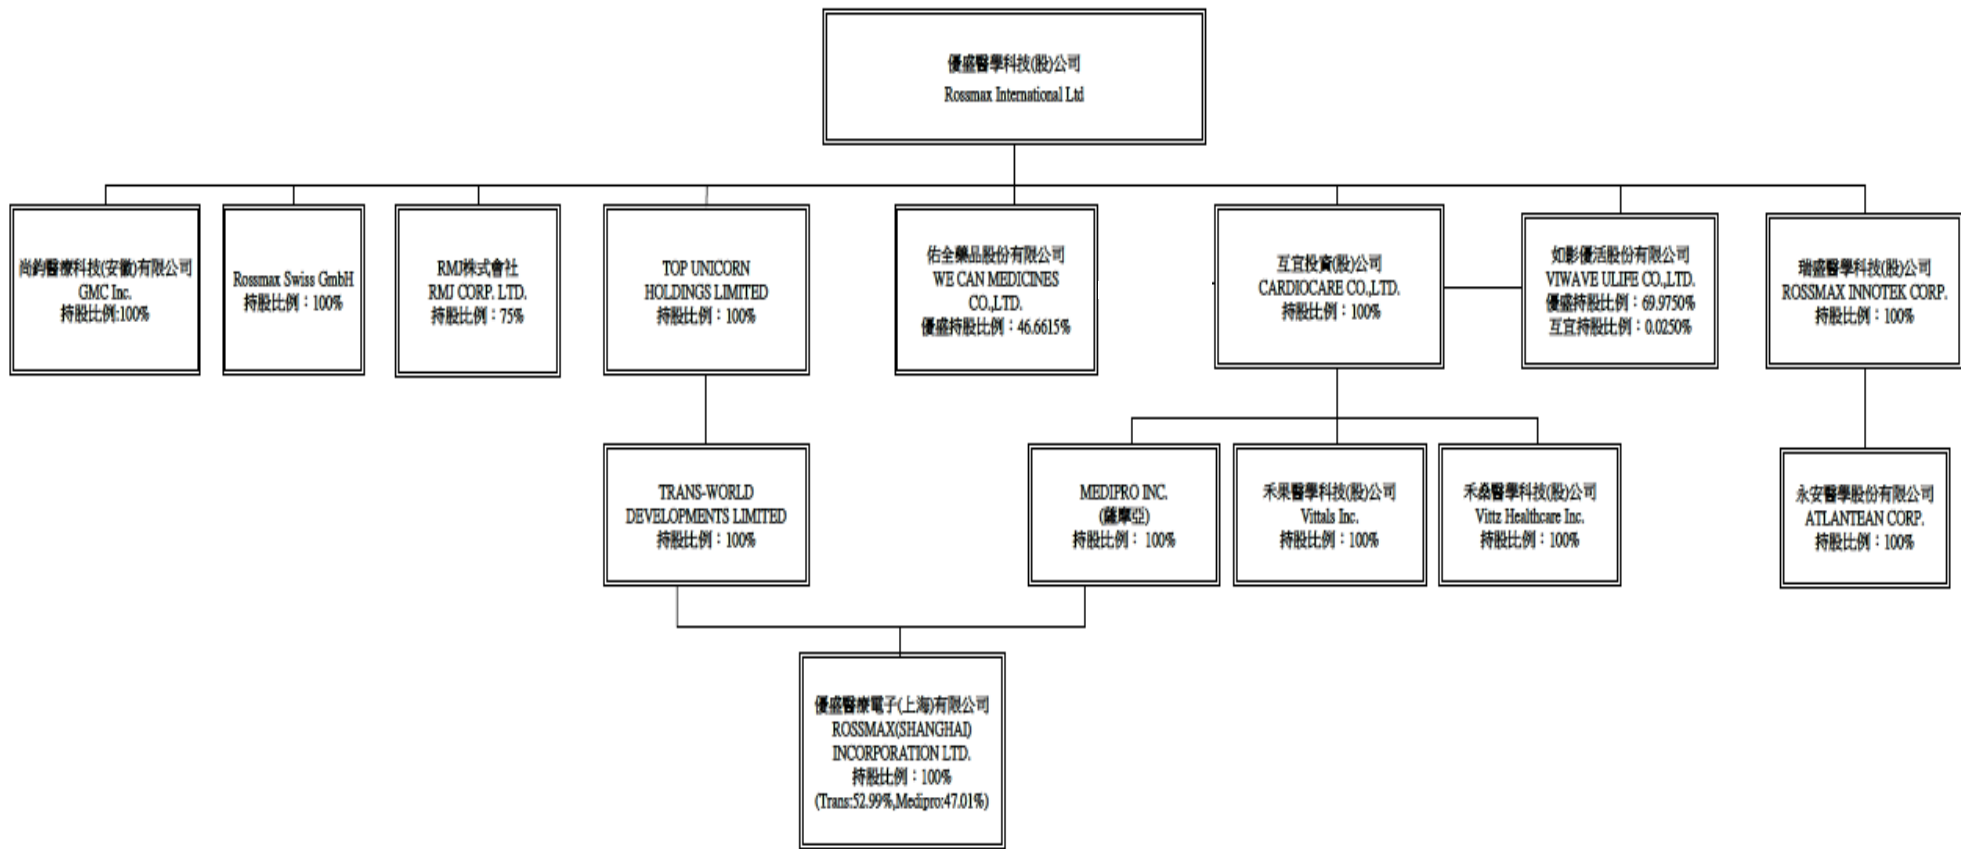 優盛醫學科技(股)公司
Rossmax International Ltd
尚鈞醫療科技(安徽)有限公司
GMC Inc.
持股比例:100%
Rossmax Swiss GmbH
持股比例：100%
RMJ株式會社
RMJ CORP. LTD.
持股比例：75%
TOP UNICORN
HOLDINGS LIMITED
持股比例：100%
佑全藥品股份有限公司
WE CAN MEDICINES
CO.,LTD.
優盛持股比例：46.6615%
互宜投資(股)公司
CARDIOCARE CO.,LTD.
持股比例：100%
如影優活股份有限公司
VIWAVE ULIFE CO.,LTD.
優盛持股比例：69.9750%
互宜持股比例：0.0250%
瑞盛醫學科技(股)公司
ROSSMAX INNOTEK CORP.
持股比例：100%
TRANS-WORLD
DEVELOPMENTS LIMITED
持股比例：100%
MEDIPRO INC.
(薩摩亞)
持股比例： 100%
禾果醫學科技(股)公司
Vittals Inc.
持股比例：100%
禾燊醫學科技(股)公司
Vittz Healthcare Inc.
持股比例：100%
永安醫學股份有限公司
ATLANTEAN CORP.
持股比例：100%
優盛醫療電子(上海)有限公司
ROSSMAX(SHANGHAI)
INCORPORATION LTD.
持股比例：100%
(Trans:52.99%,Medipro:47.01%)